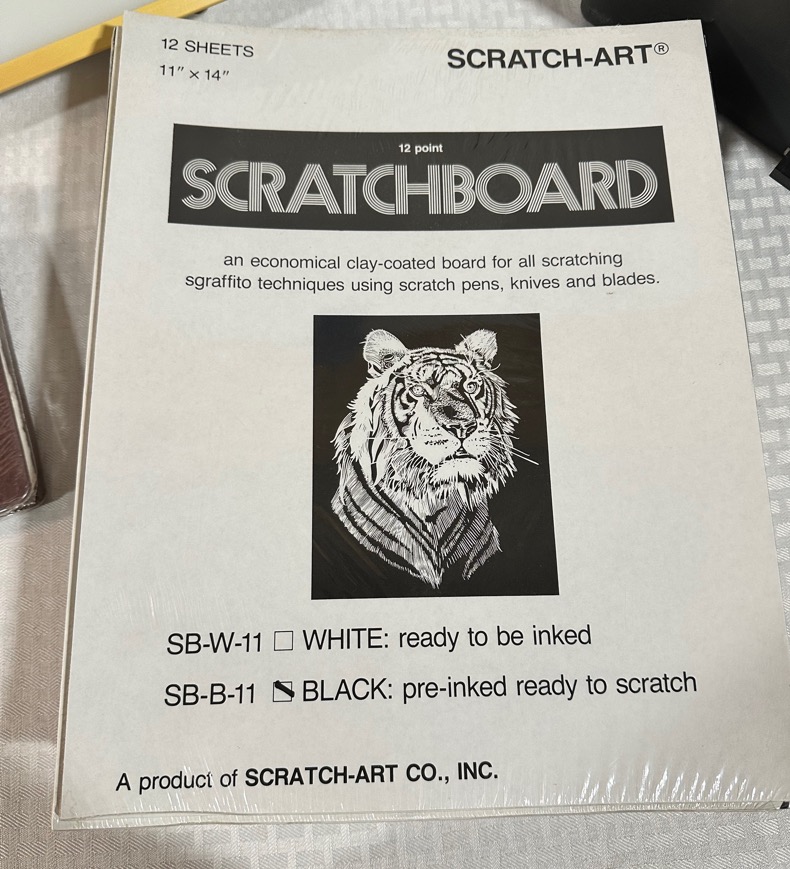 12 SHEETS
11" x 14"
SCRATCH-ART®
12 point
SCRATCHBOARD
an economical clay-coated board for all scratching
sgraffito techniques using scratch pens, knives and blades.
SB-W-11 ☐ WHITE: ready to be inked
SB-B-11 ☒ BLACK: pre-inked ready to scratch
A product of SCRATCH-ART CO., INC.